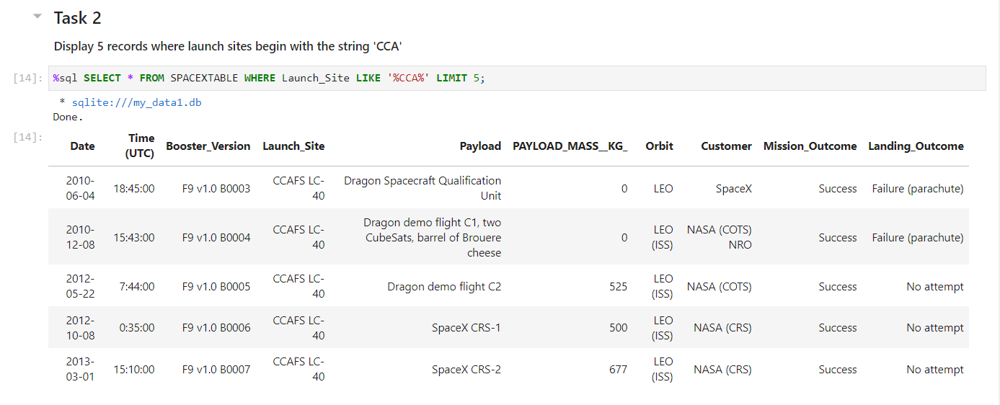 Task 2
Display 5 records where launch sites begin with the string 'CCA'
[14]: %sql SELECT * FROM SPACEXTABLE WHERE Launch_Site LIKE '%CCA%' LIMIT 5;
* sqlite:///my_data1.db
Done.
[14]:
Date Time (UTC) Booster_Version Launch_Site Payload PAYLOAD_MASS__KG_ Orbit Customer Mission_Outcome Landing_Outcome
2010-06-04 18:45:00 F9 v1.0 B0003 CCAFS LC-40 Dragon Spacecraft Qualification Unit 0 LEO SpaceX Success Failure (parachute)
2010-12-08 15:43:00 F9 v1.0 B0004 CCAFS LC-40 Dragon demo flight C1, two CubeSats, barrel of Brouere cheese 0 LEO (ISS) NASA (COTS) NRO Success Failure (parachute)
2012-05-22 7:44:00 F9 v1.0 B0005 CCAFS LC-40 Dragon demo flight C2 525 LEO (ISS) NASA (COTS) Success No attempt
2012-10-08 0:35:00 F9 v1.0 B0006 CCAFS LC-40 SpaceX CRS-1 500 LEO (ISS) NASA (CRS) Success No attempt
2013-03-01 15:10:00 F9 v1.0 B0007 CCAFS LC-40 SpaceX CRS-2 677 LEO (ISS) NASA (CRS) Success No attempt